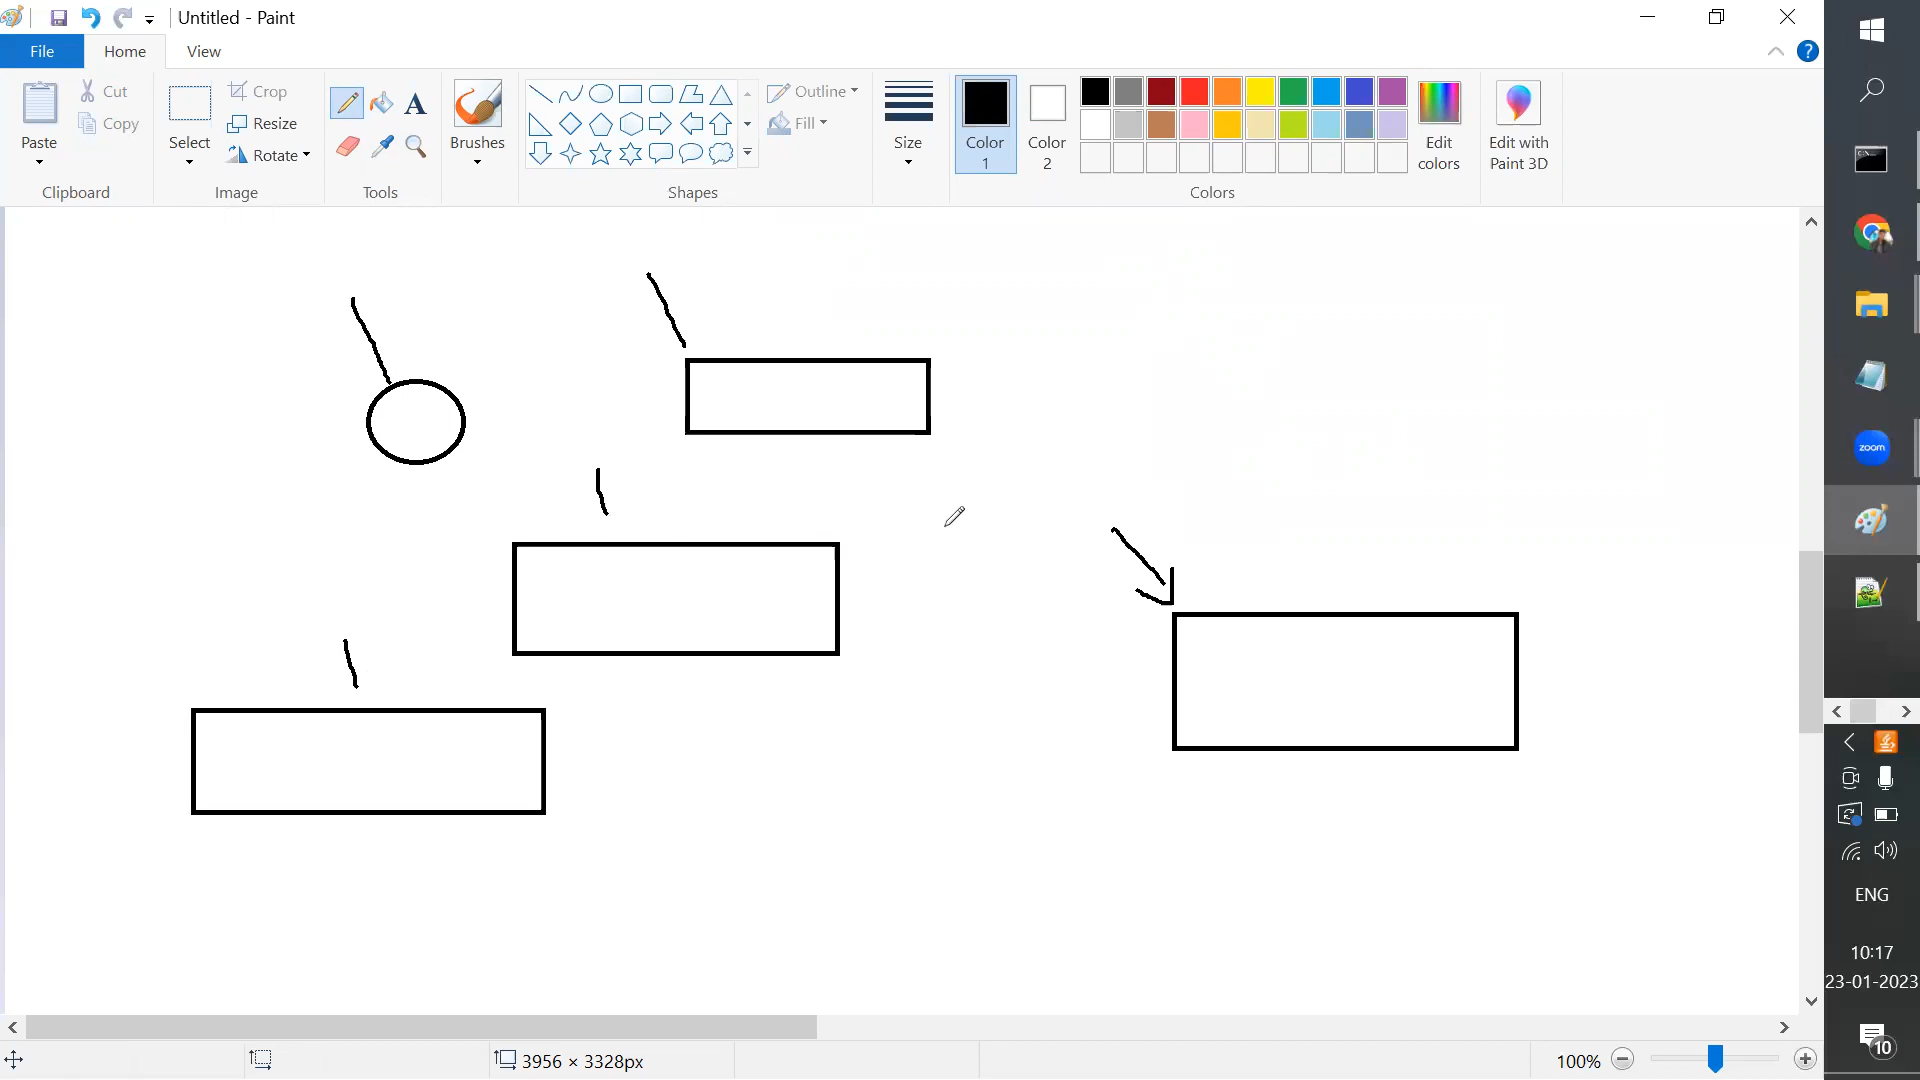 Untitled - Paint
File Home View
Paste
Cut
Copy
Clipboard
Select
Crop
Resize
Rotate
Image
Tools
Brushes
Shapes
Outline
Fill
Size
Color 1
Color 2
Colors
Edit colors
Edit with Paint 3D
?
A
C:\
zoom
ENG
10:17
23-01-2023
10
3956 × 3328px
100%